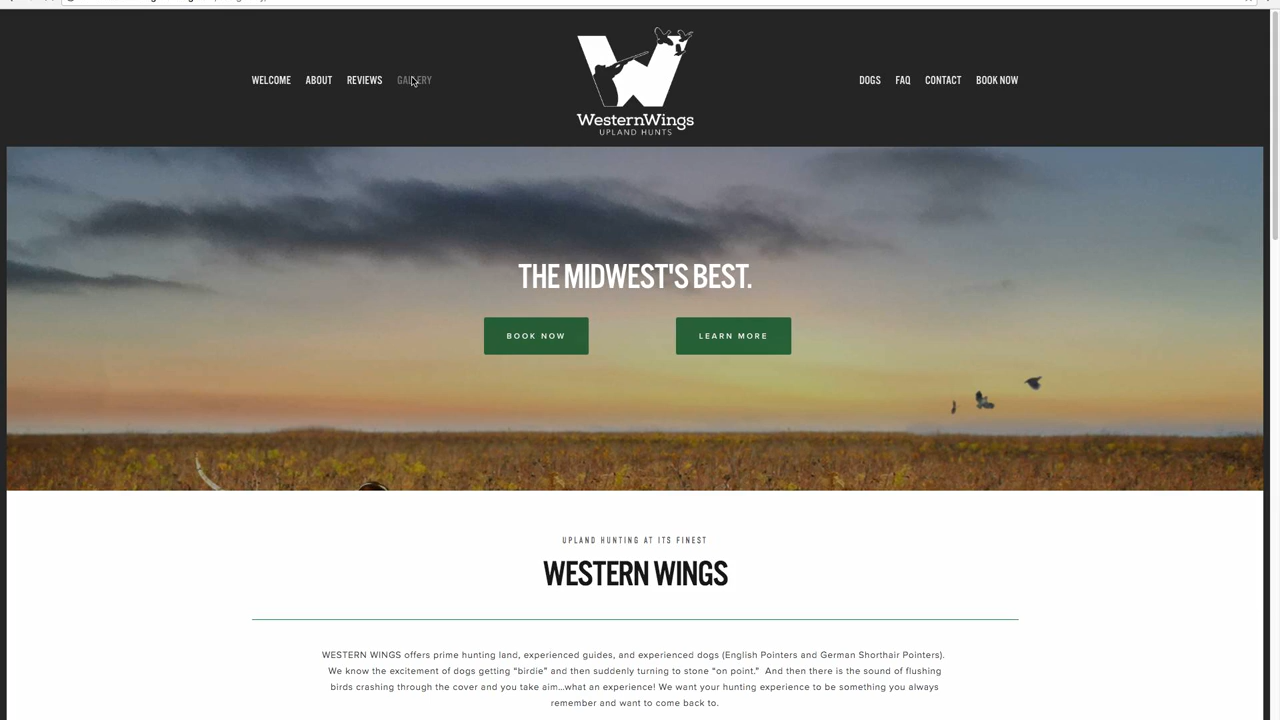 WELCOME ABOUT REVIEWS GALLERY
WesternWings
UPLAND HUNTS
DOGS FAQ CONTACT BOOK NOW
THE MIDWEST'S BEST.
BOOK NOW LEARN MORE
UPLAND HUNTING AT ITS FINEST
WESTERN WINGS
WESTERN WINGS offers prime hunting land, experienced guides, and experienced dogs (English Pointers and German Shorthair Pointers).
We know the excitement of dogs getting “birdie” and then suddenly turning to stone “on point.” And then there is the sound of flushing
birds crashing through the cover and you take aim...what an experience! We want your hunting experience to be something you always
remember and want to come back to.